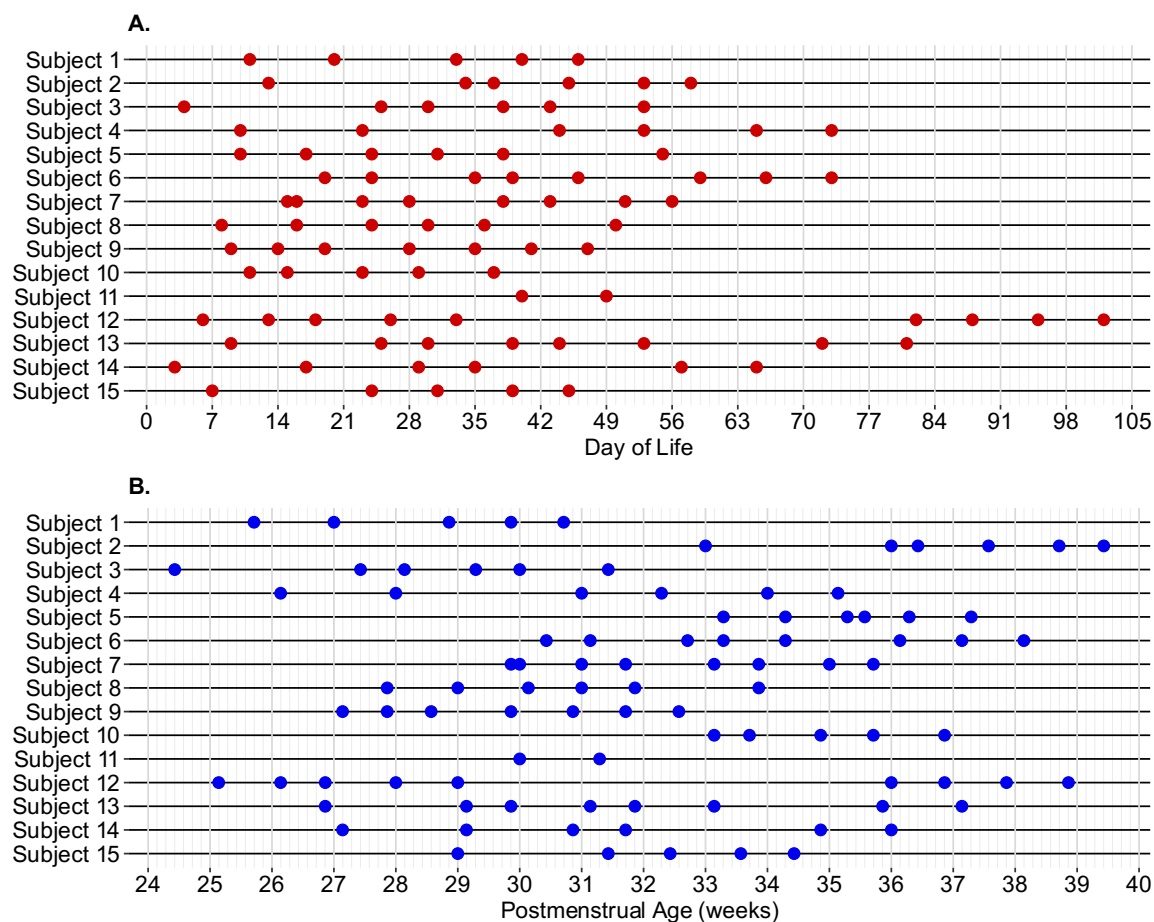 A.
Subject 1
Subject 2
Subject 3
Subject 4
Subject 5
Subject 6
Subject 7
Subject 8
Subject 9
Subject 10
Subject 11
Subject 12
Subject 13
Subject 14
Subject 15
0 7 14 21 28 35 42 49 56 63 70 77 84 91 98 105
Day of Life
B.
Subject 1
Subject 2
Subject 3
Subject 4
Subject 5
Subject 6
Subject 7
Subject 8
Subject 9
Subject 10
Subject 11
Subject 12
Subject 13
Subject 14
Subject 15
24 25 26 27 28 29 30 31 32 33 34 35 36 37 38 39 40
Postmenstrual Age (weeks)